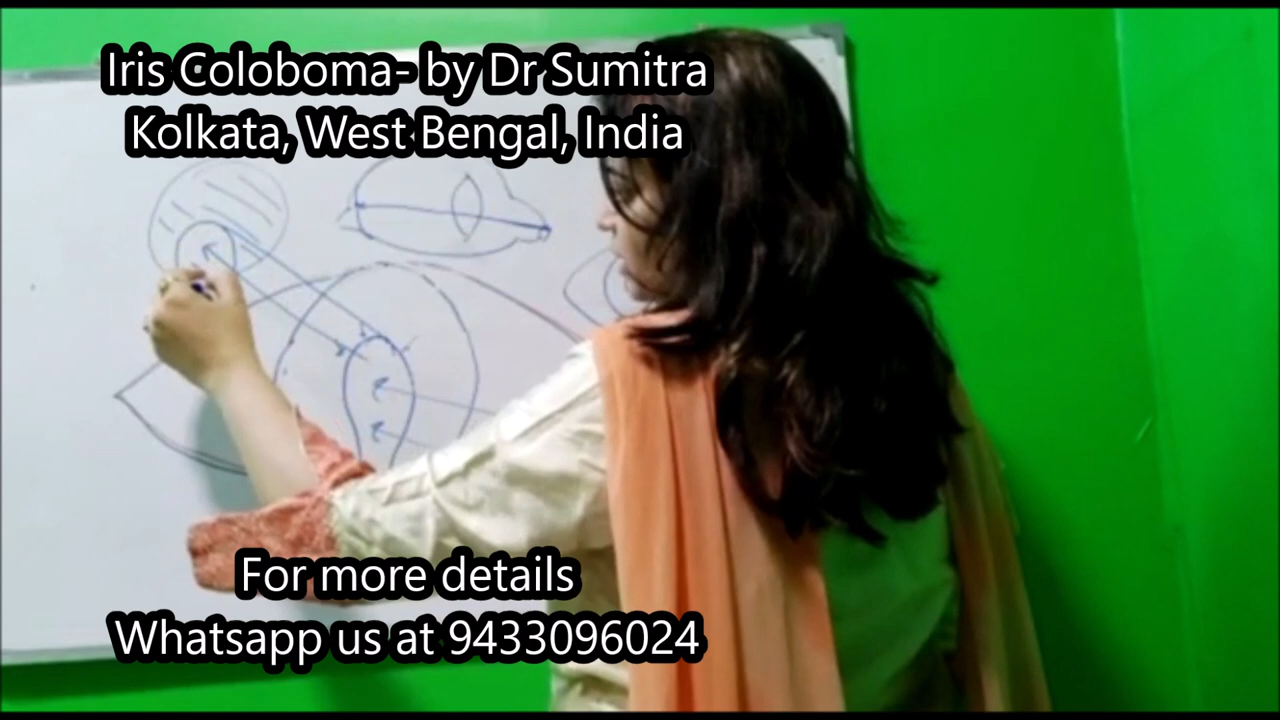 Iris Coloboma- by Dr Sumitra
Kolkata, West Bengal, India
For more details
Whatsapp us at 9433096024